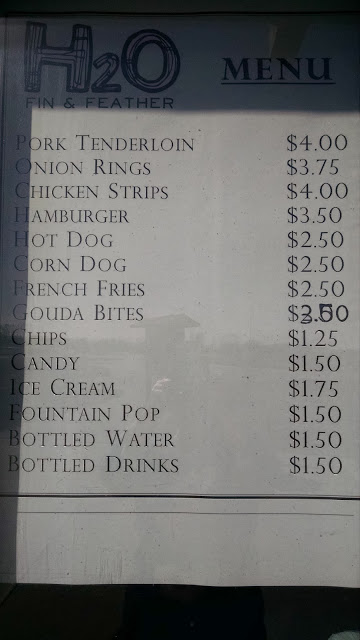 H2O
FIN & FEATHER
MENU
PORK TENDERLOIN $4.00
ONION RINGS $3.75
CHICKEN STRIPS $4.00
HAMBURGER $3.50
HOT DOG $2.50
CORN DOG $2.50
FRENCH FRIES $2.50
GOUDA BITES
CHIPS $1.25
CANDY $1.50
ICE CREAM $1.75
FOUNTAIN POP $1.50
BOTTLED WATER $1.50
BOTTLED DRINKS $1.50